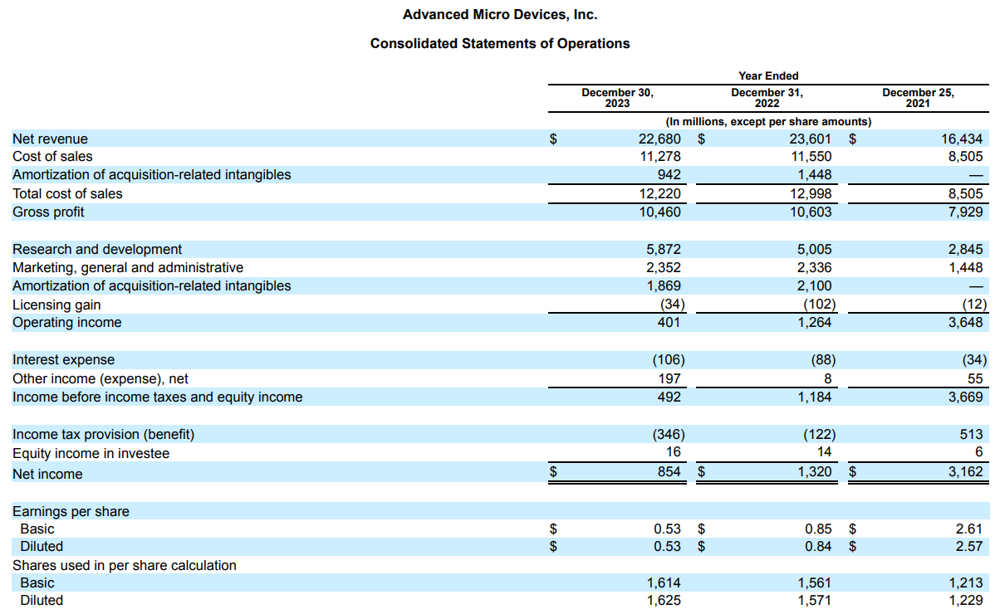 Advanced Micro Devices, Inc.
Consolidated Statements of Operations
Year Ended
December 30, 2023 December 31, 2022 December 25, 2021
(In millions, except per share amounts)
Net revenue $ 22,680 $ 23,601 $ 16,434
Cost of sales 11,278 11,550 8,505
Amortization of acquisition-related intangibles 942 1,448 —
Total cost of sales 12,220 12,998 8,505
Gross profit 10,460 10,603 7,929
Research and development 5,872 5,005 2,845
Marketing, general and administrative 2,352 2,336 1,448
Amortization of acquisition-related intangibles 1,869 2,100 —
Licensing gain (34) (102) (12)
Operating income 401 1,264 3,648
Interest expense (106) (88) (34)
Other income (expense), net 197 8 55
Income before income taxes and equity income 492 1,184 3,669
Income tax provision (benefit) (346) (122) 513
Equity income in investee 16 14 6
Net income $ 854 $ 1,320 $ 3,162
Earnings per share
Basic $ 0.53 $ 0.85 $ 2.61
Diluted $ 0.53 $ 0.84 $ 2.57
Shares used in per share calculation
Basic 1,614 1,561 1,213
Diluted 1,625 1,571 1,229